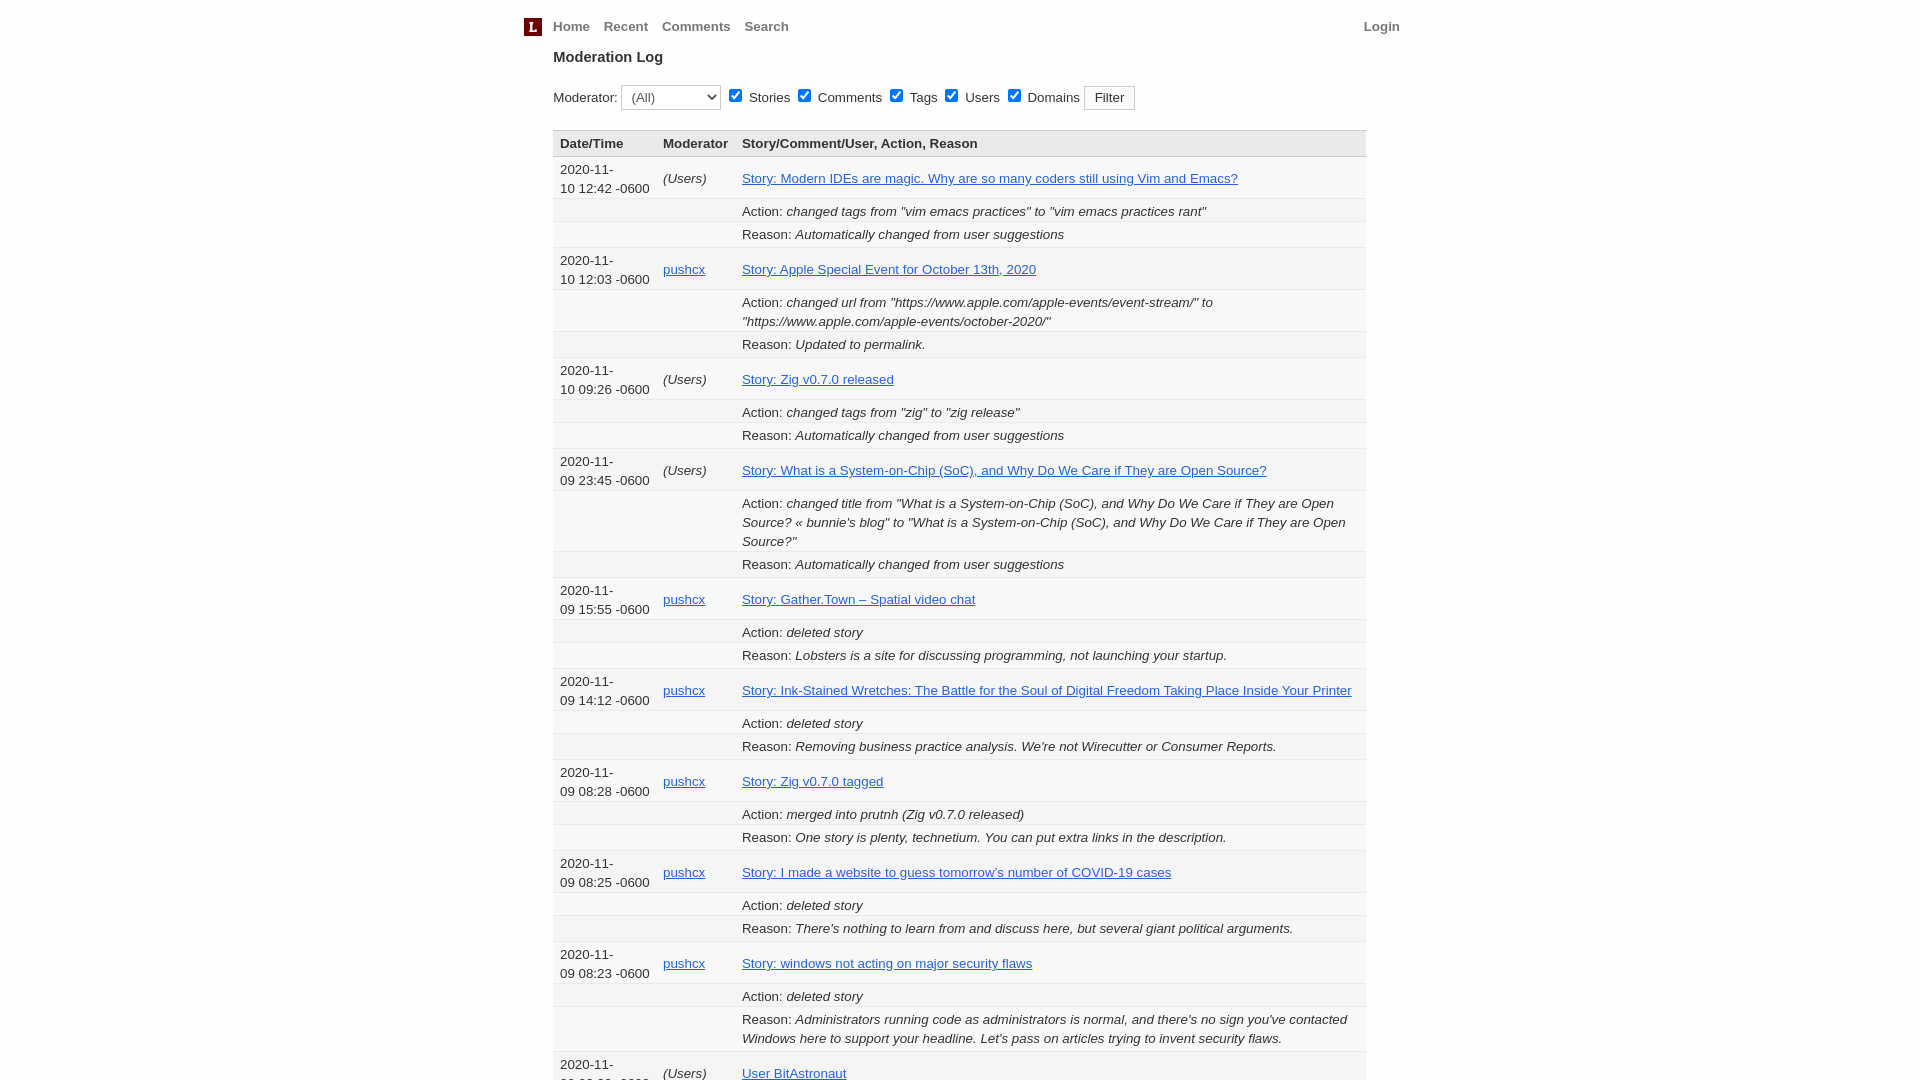 L Home Recent Comments Search Login
Moderation Log
Moderator: (All) Stories Comments Tags Users Domains Filter
Date/Time Moderator Story/Comment/User, Action, Reason
2020-11-
10 12:42 -0600 (Users) Story: Modern IDEs are magic. Why are so many coders still using Vim and Emacs?
Action: changed tags from "vim emacs practices" to "vim emacs practices rant"
Reason: Automatically changed from user suggestions
2020-11-
10 12:03 -0600 pushcx Story: Apple Special Event for October 13th, 2020
Action: changed url from "https://www.apple.com/apple-events/event-stream/" to
"https://www.apple.com/apple-events/october-2020/"
Reason: Updated to permalink.
2020-11-
10 09:26 -0600 (Users) Story: Zig v0.7.0 released
Action: changed tags from "zig" to "zig release"
Reason: Automatically changed from user suggestions
2020-11-
09 23:45 -0600 (Users) Story: What is a System-on-Chip (SoC), and Why Do We Care if They are Open Source?
Action: changed title from "What is a System-on-Chip (SoC), and Why Do We Care if They are Open
Source? « bunnie's blog" to "What is a System-on-Chip (SoC), and Why Do We Care if They are Open
Source?"
Reason: Automatically changed from user suggestions
2020-11-
09 15:55 -0600 pushcx Story: Gather.Town – Spatial video chat
Action: deleted story
Reason: Lobsters is a site for discussing programming, not launching your startup.
2020-11-
09 14:12 -0600 pushcx Story: Ink-Stained Wretches: The Battle for the Soul of Digital Freedom Taking Place Inside Your Printer
Action: deleted story
Reason: Removing business practice analysis. We're not Wirecutter or Consumer Reports.
2020-11-
09 08:28 -0600 pushcx Story: Zig v0.7.0 tagged
Action: merged into prutnh (Zig v0.7.0 released)
Reason: One story is plenty, technetium. You can put extra links in the description.
2020-11-
09 08:25 -0600 pushcx Story: I made a website to guess tomorrow's number of COVID-19 cases
Action: deleted story
Reason: There's nothing to learn from and discuss here, but several giant political arguments.
2020-11-
09 08:23 -0600 pushcx Story: windows not acting on major security flaws
Action: deleted story
Reason: Administrators running code as administrators is normal, and there's no sign you've contacted
Windows here to support your headline. Let's pass on articles trying to invent security flaws.
2020-11-
(Users) User BitAstronaut